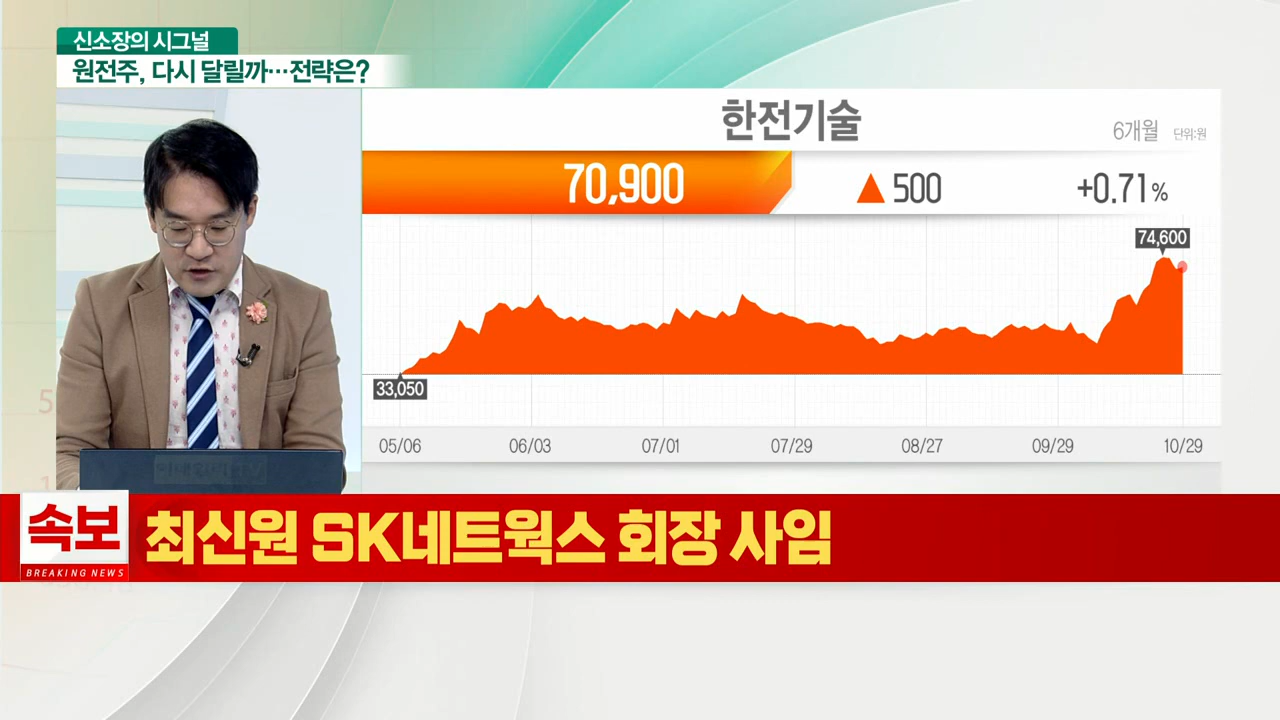 신소장의 시그널
원전주, 다시 달릴까…전략은?
한전기술
6개월 단위:원
70,900 ▲500 +0.71%
74,600
33,050
05/06 06/03 07/01 07/29 08/27 09/29 10/29
5
1
속보
BREAKING NEWS
최신원 SK네트웍스 회장 사임